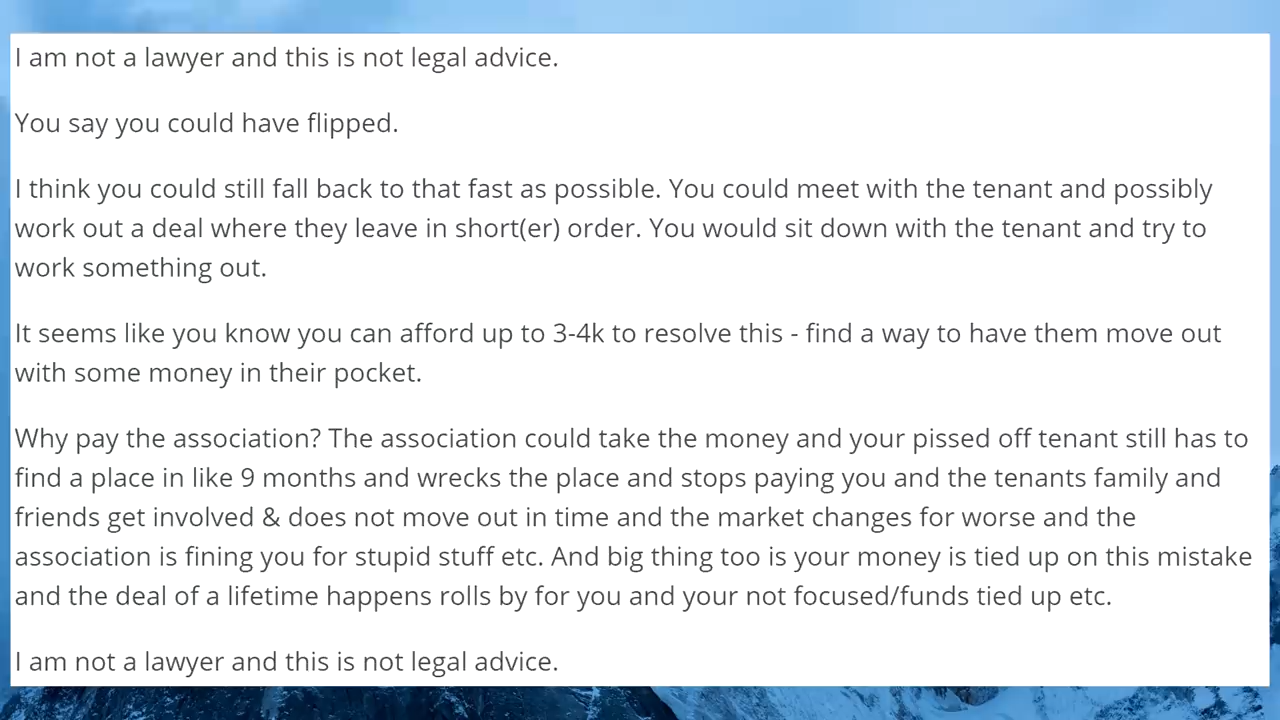 I am not a lawyer and this is not legal advice.
You say you could have flipped.
I think you could still fall back to that fast as possible. You could meet with the tenant and possibly
work out a deal where they leave in short(er) order. You would sit down with the tenant and try to
work something out.
It seems like you know you can afford up to 3-4k to resolve this - find a way to have them move out
with some money in their pocket.
Why pay the association? The association could take the money and your pissed off tenant still has to
find a place in like 9 months and wrecks the place and stops paying you and the tenants family and
friends get involved & does not move out in time and the market changes for worse and the
association is fining you for stupid stuff etc. And big thing too is your money is tied up on this mistake
and the deal of a lifetime happens rolls by for you and your not focused/funds tied up etc.
I am not a lawyer and this is not legal advice.